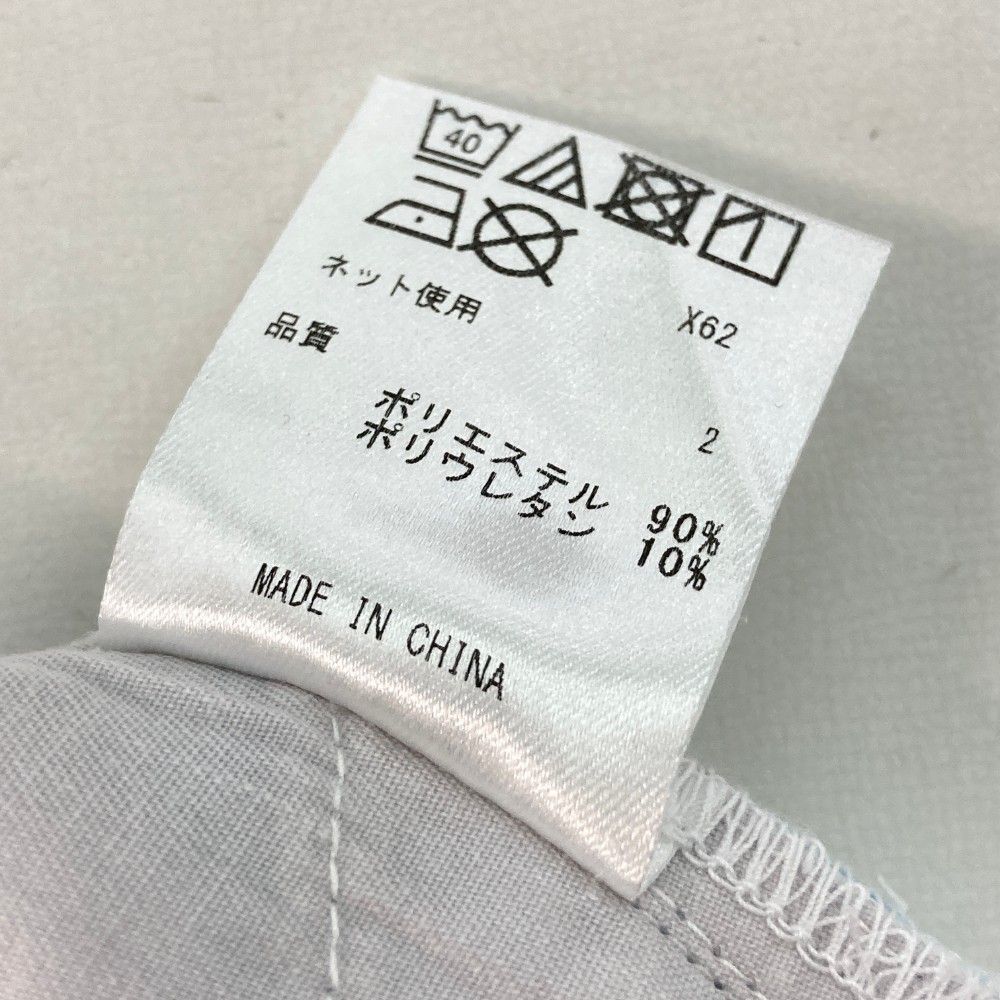 40
ネット使用 X62
品質
2
ポリエステル 90%
ポリウレタン 10%
MADE IN CHINA